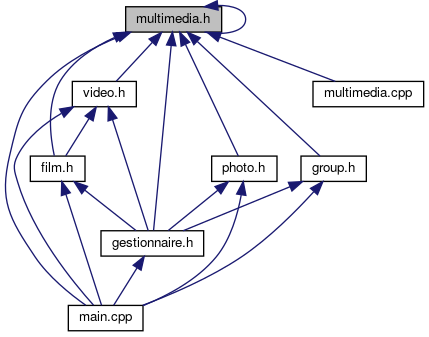 multimedia.h
video.h
multimedia.cpp
film.h
photo.h
group.h
gestionnaire.h
main.cpp